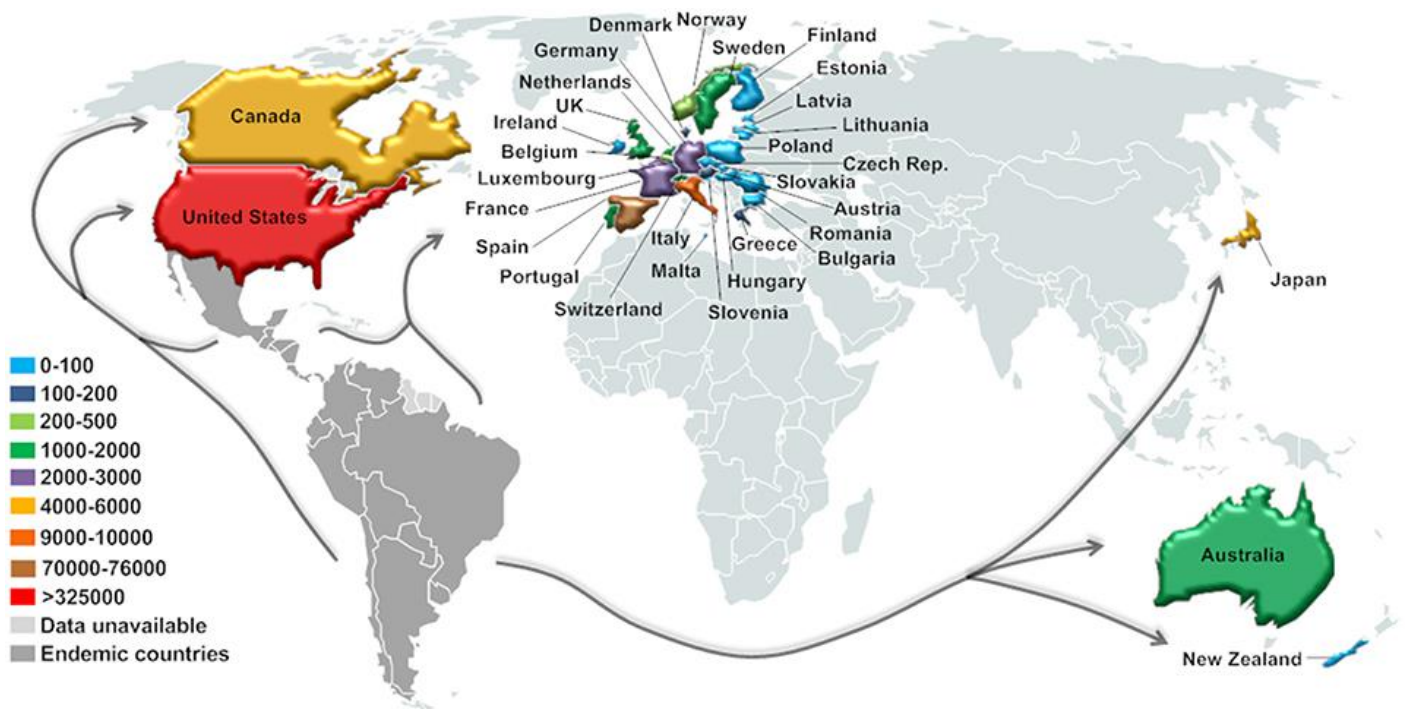 Canada
United States
Norway
Denmark
Sweden
Finland
Germany
Estonia
Netherlands
UK
Latvia
Ireland
Lithuania
Belgium
Poland
Czech Rep.
Luxembourg
Slovakia
France
Austria
Spain
Italy
Greece
Romania
Portugal
Malta
Bulgaria
Hungary
Switzerland
Slovenia
Japan
Australia
New Zealand
0-100
100-200
200-500
1000-2000
2000-3000
4000-6000
9000-10000
70000-76000
>325000
Data unavailable
Endemic countries